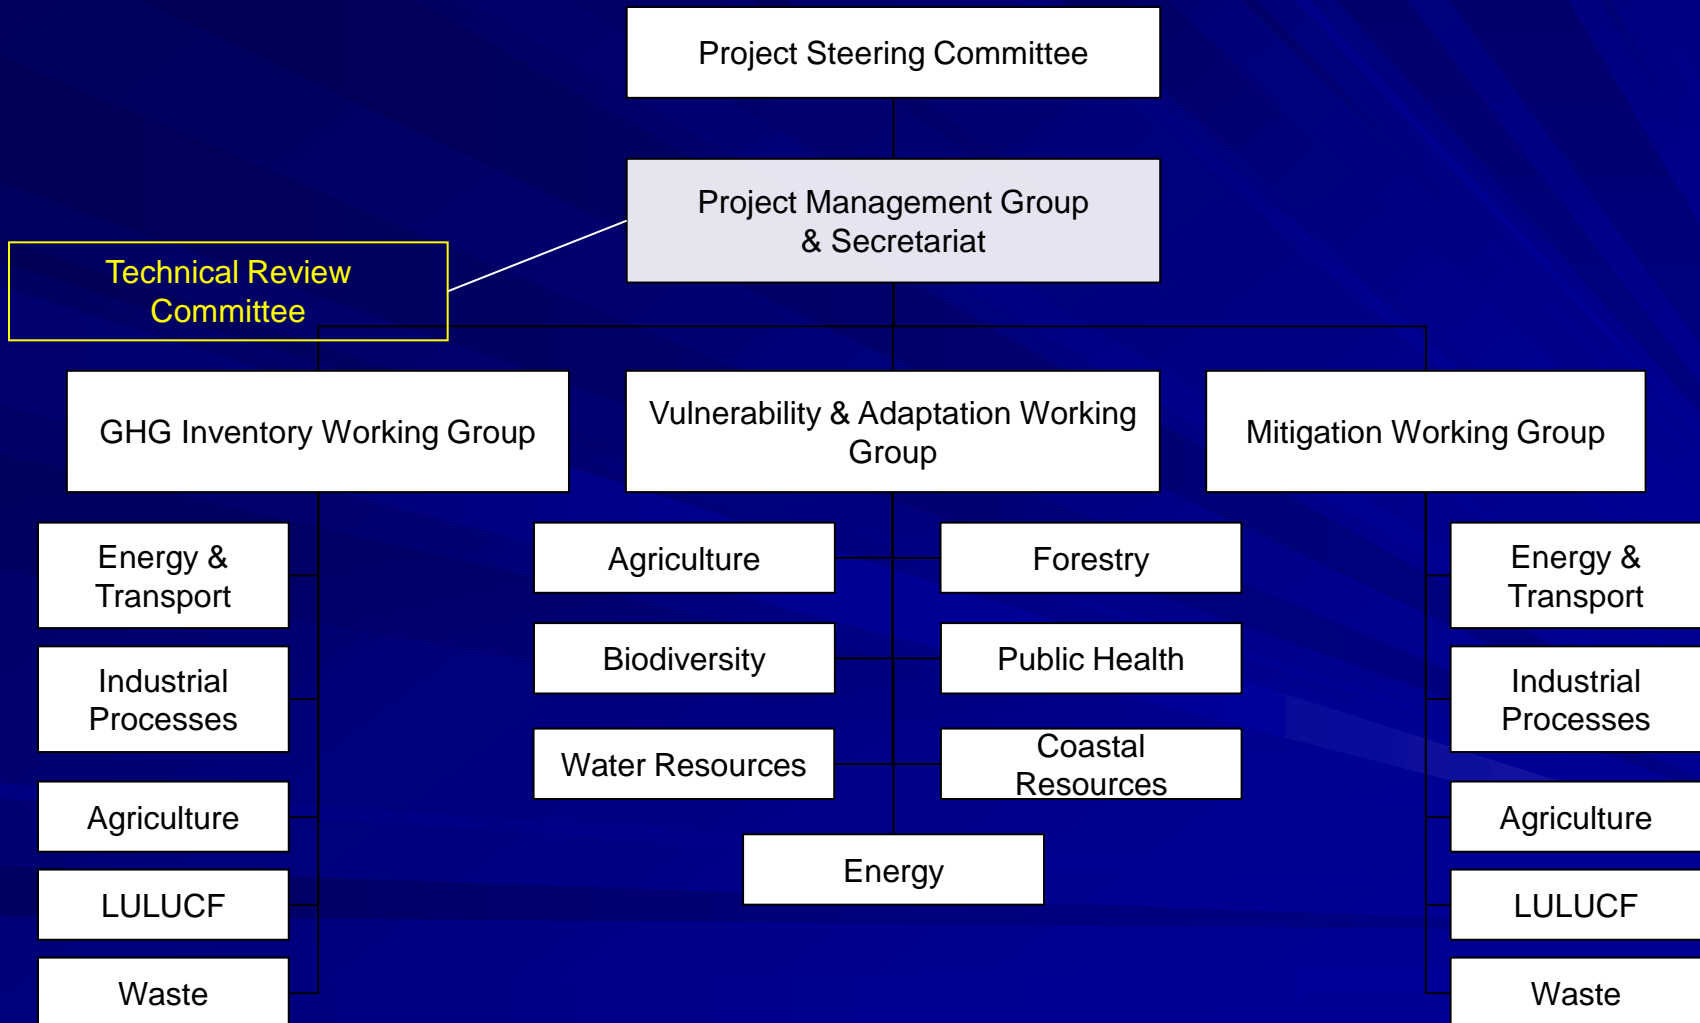 Project Steering Committee
Project Management Group
& Secretariat
Technical Review
Committee
GHG Inventory Working Group
Vulnerability & Adaptation Working
Group
Mitigation Working Group
Energy &
Transport
Industrial
Processes
Agriculture
LULUCF
Waste
Agriculture
Forestry
Biodiversity
Public Health
Water Resources
Coastal
Resources
Energy
Energy &
Transport
Industrial
Processes
Agriculture
LULUCF
Waste